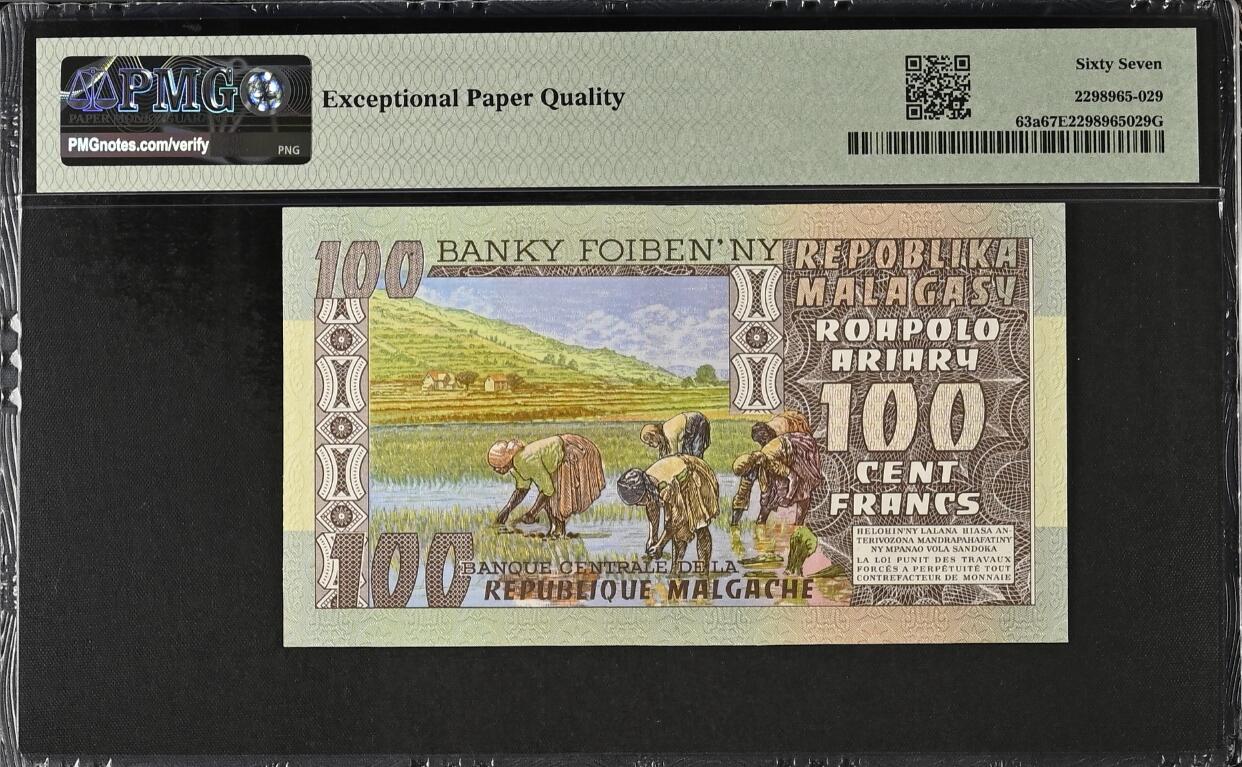 PMG
PAPER MONEY GUARANTY
PMGnotes.com/verify
PNG
Exceptional Paper Quality
Sixty Seven
2298965-029
63a67E2298965029G
100
BANKY FOIBEN'NY
REPOBLIKA
MALAGASY
ROAPOLO
ARIARY
100
CENT
FRANCS
HELOHIN'NY LALANA HIASA AN-
TERIVOZONA MANDRAPAHAFATINY
NY MPANAO VOLA SANDOKA
LA LOI PUNIT DES TRAVAUX
FORCÉS A PERPÉTUITÉ TOUT
CONTREFACTEUR DE MONNAIE
100
BANQUE CENTRALE DE LA
REPUBLIQUE MALGACHE